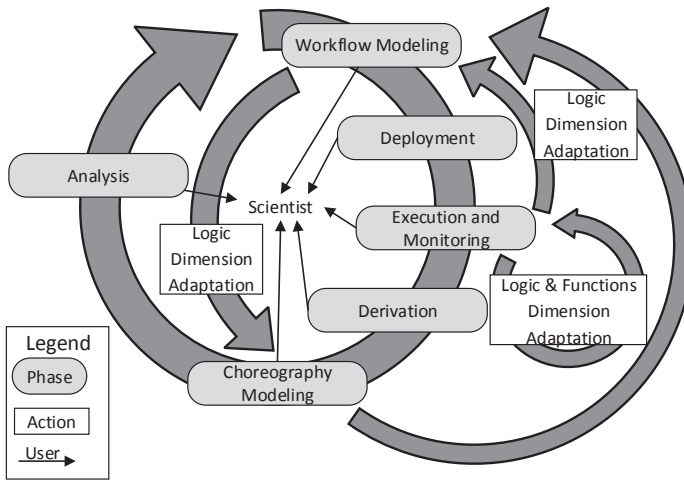 Workflow Modeling
Logic
Dimension
Adaptation
Deployment
Analysis
Scientist
Execution and
Monitoring
Logic
Dimension
Adaptation
Logic & Functions
Dimension
Adaptation
Derivation
Choreography
Modeling
Legend
Phase
Action
User